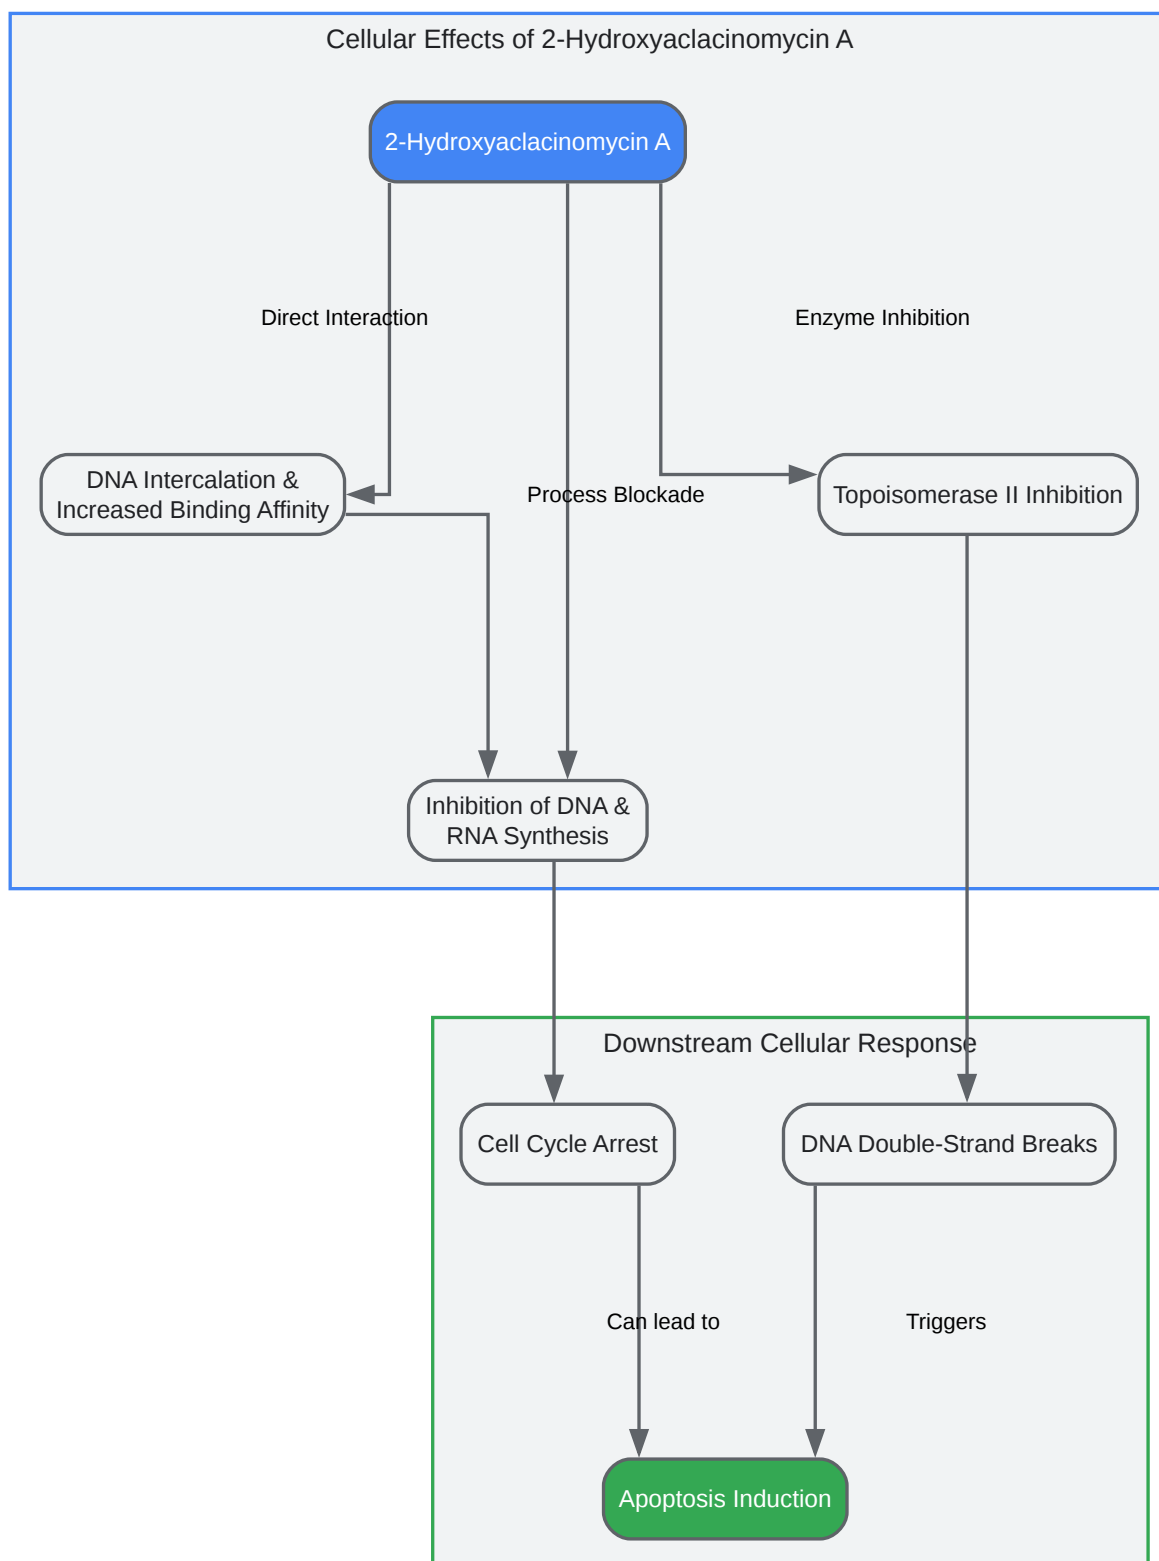 Cellular Effects of 2-Hydroxyaclacinomycin A
2-Hydroxyaclacinomycin A
Direct Interaction
Enzyme Inhibition
DNA Intercalation &
Increased Binding Affinity
Process Blockade
Topoisomerase II Inhibition
Inhibition of DNA &
RNA Synthesis
Downstream Cellular Response
Cell Cycle Arrest
DNA Double-Strand Breaks
Can lead to
Triggers
Apoptosis Induction